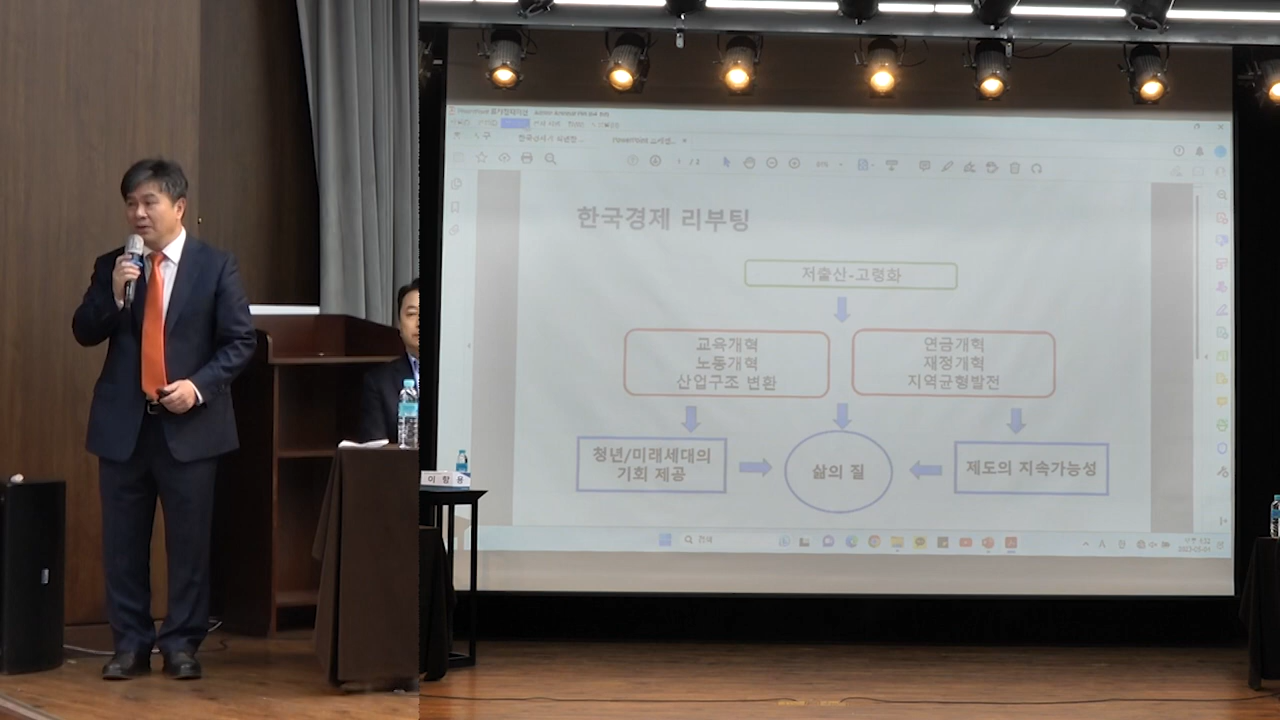 한국경제 리부팅
저출산-고령화
교육개혁
노동개혁
산업구조 변환
연금개혁
재정개혁
지역균형발전
청년/미래세대의
기회 제공
삶의 질
제도의 지속가능성
검색